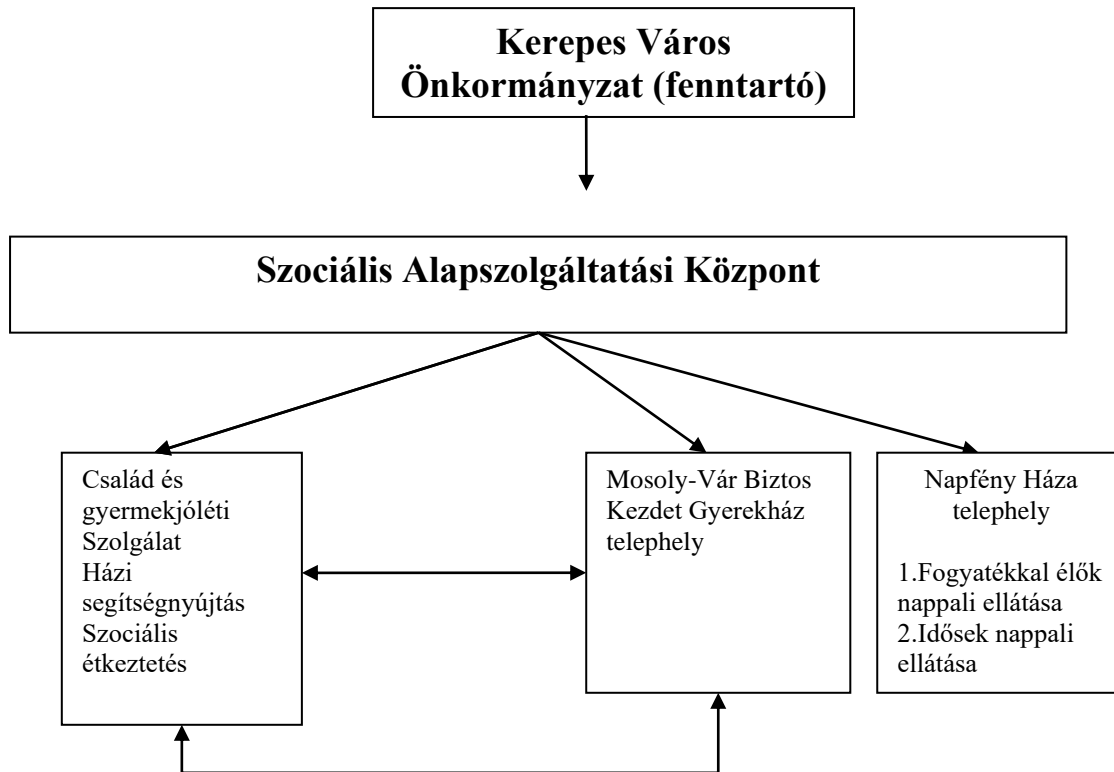 Kerepes Város
Önkormányzat (fenntartó)
Szociális Alapszolgáltatási Központ
Család és
gyermekjóléti
Szolgálat
Házi
segítségnyújtás
Szociális
étkeztetés
Mosoly-Vár Biztos
Kezdet Gyerekház
telephely
Napfény Háza
telephely
1.Fogyatékkal élők
nappali ellátása
2.Idősek nappali
ellátása